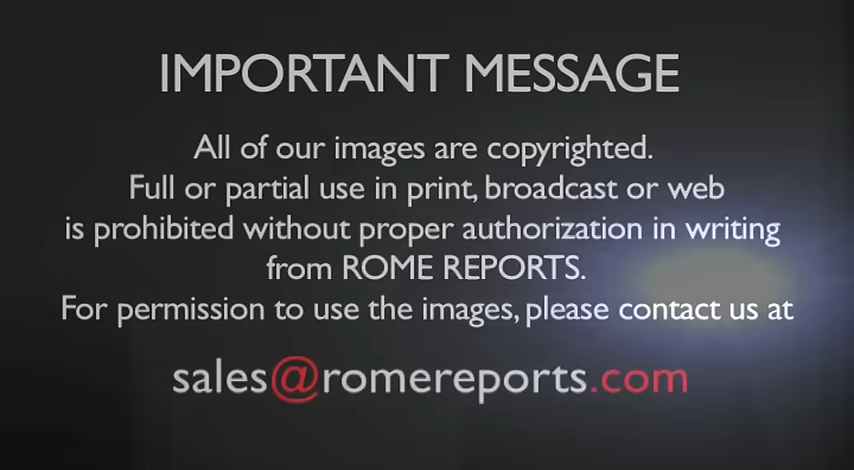 IMPORTANT MESSAGE
All of our images are copyrighted.
Full or partial use in print, broadcast or web
is prohibited without proper authorization in writing
from ROME REPORTS.
For permission to use the images, please contact us at
sales@romereports.com